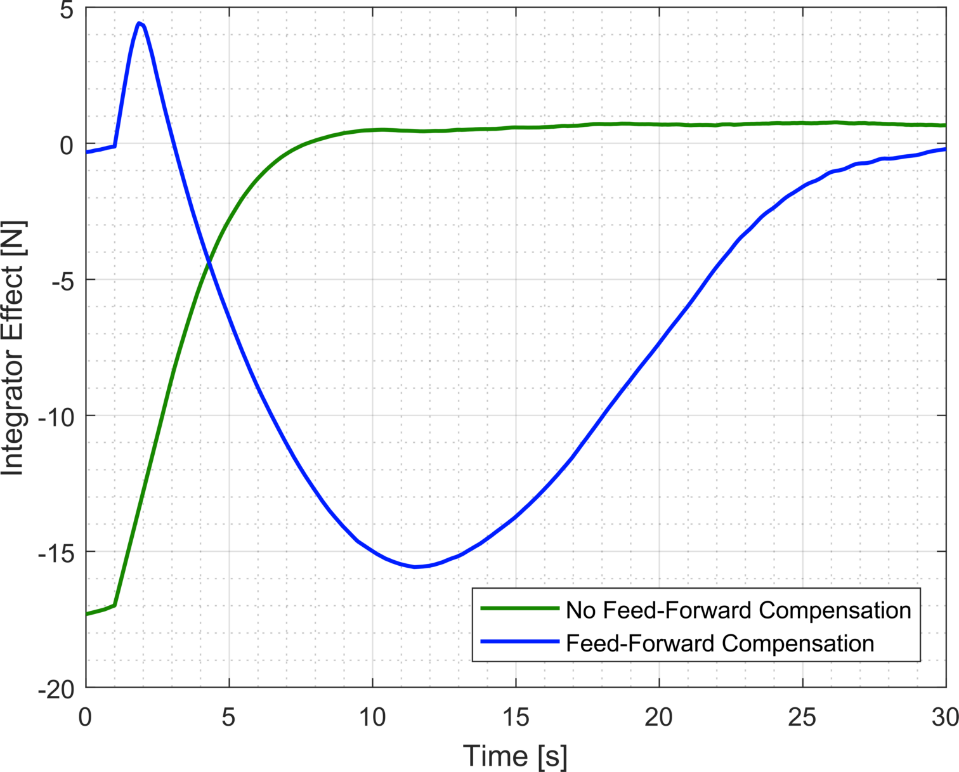 5
0
-5
-10
-15
-20
Integrator Effect [N]
No Feed-Forward Compensation
Feed-Forward Compensation
0 5 10 15 20 25 30
Time [s]